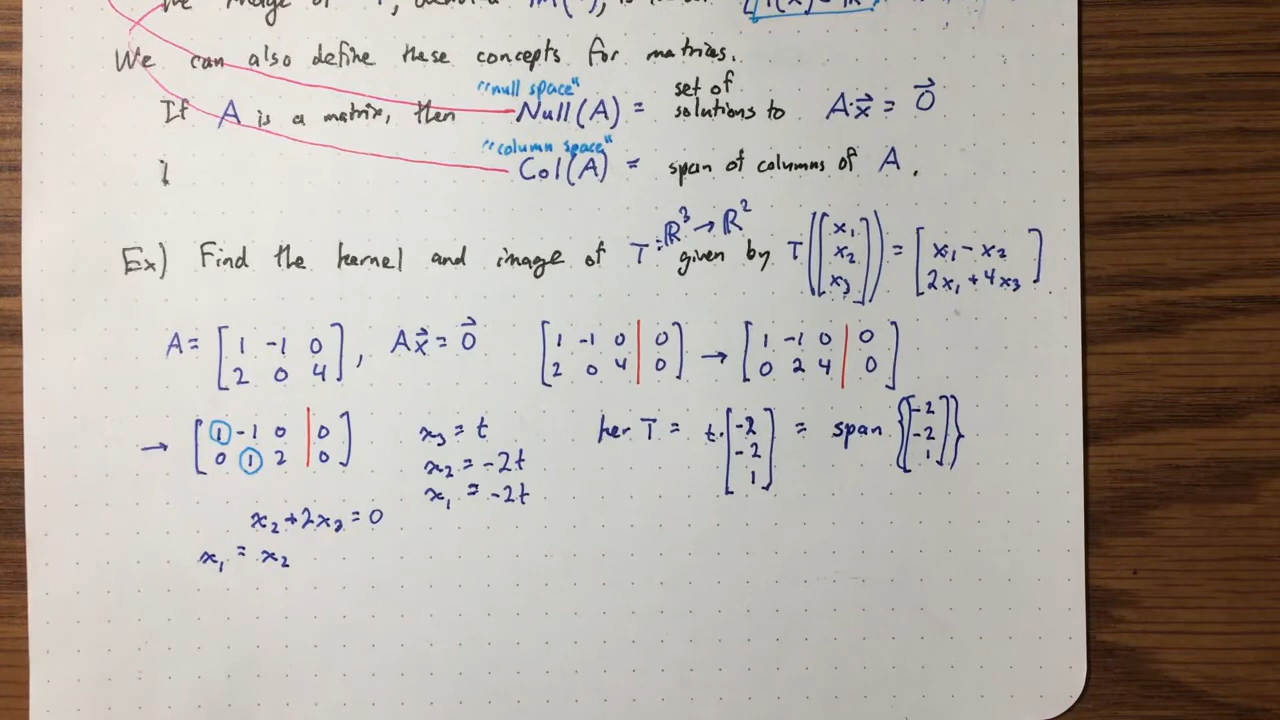 We image of
We can also define these concepts for matrices.
"null space"
If A is a matrix, then Null(A) = set of solutions to A·x⃗ = 0⃗
"column space"
Col(A) = span of columns of A.
Ex) Find the kernel and image of T: ℝ³ → ℝ² given by T([x₁ x₂ x₃]) = [x₁ - x₂ 2x₁ + 4x₃]
A = [1 -1 0 2 0 4], Ax⃗ = 0⃗ [1 -1 0 | 0 2 0 4 | 0] → [1 -1 0 | 0 0 2 4 | 0]
→ [1 -1 0 | 0 0 1 2 | 0]
x₃ = t
x₂ = -2t
x₁ = -2t
ker T = t·[-2 -2 1] = span {[-2 -2 1]}
x₂ + 2x₃ = 0
x₁ = x₂